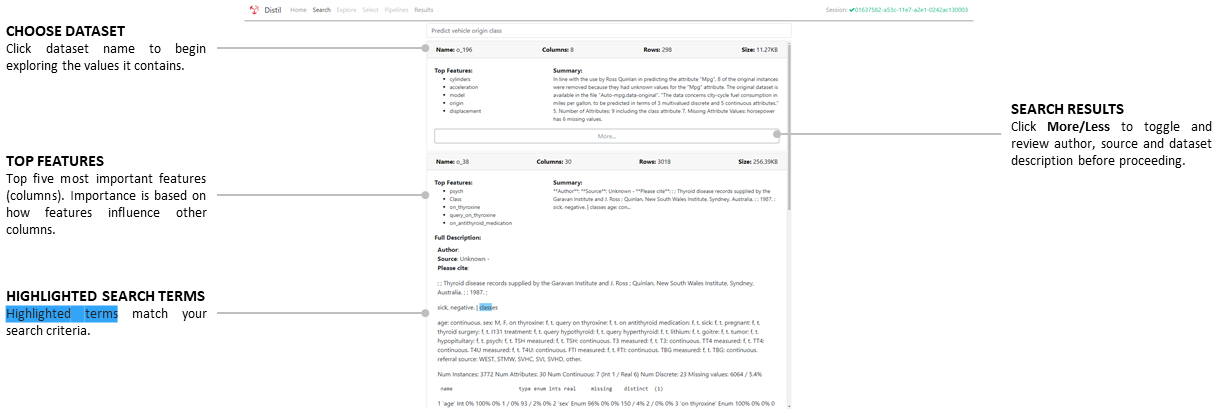 Distil Home Search Explore Select Pipelines Results Session: 01637582-a53c-11e7-a2e1-0242ac130003
CHOOSE DATASET
Click dataset name to begin
exploring the values it contains.
TOP FEATURES
Top five most important features
(columns). Importance is based on
how features influence other
columns.
HIGHLIGHTED SEARCH TERMS
Highlighted terms match your
search criteria.
Predict vehicle origin class
Name: o_196 Columns: 8 Rows: 298 Size: 11.27KB
Top Features:
cylinders
acceleration
model
origin
displacement
Summary:
In line with the use by Ross Quinlan in predicting the attribute "Mpg", 8 of the original instances
were removed because they had unknown values for the "Mpg" attribute. The original dataset is
available in the file "Auto-mpg.data-original". "The data concerns city-cycle fuel consumption in
miles per gallon, to be predicted in terms of 3 multivalued discrete and 5 continuous attributes."
5. Number of Attributes: 9 including the class attribute 7. Missing Attribute Values: horsepower
has 6 missing values.
More...
Name: o_38 Columns: 30 Rows: 3018 Size: 256.39KB
Top Features:
psych
Class
on_thyroxine
query_on_thyroxine
on_antithyroid_medication
Summary:
**Author**: **Source**: Unknown - **Please cite**: ; ; Thyroid disease records supplied by the
Garavan Institute and J. Ross ; Quinlan, New South Wales Institute, Syndney, Australia. ; ; 1987. ;
sick, negative. | classes age: con...
Full Description:
Author:
Source: Unknown -
Please cite:
; ; Thyroid disease records supplied by the Garavan Institute and J. Ross ; Quinlan, New South Wales Institute, Syndney,
Australia. ; ; 1987. ;
sick, negative. | classes
age: continuous. sex: M, F. on thyroxine: f, t. query on thyroxine: f, t. on antithyroid medication: f, t. sick: f, t. pregnant: f, t.
thyroid surgery: f, t. I131 treatment: f, t. query hypothyroid: f, t. query hyperthyroid: f, t. lithium: f, t. goitre: f, t. tumor: f, t.
hypopituitary: f, t. psych: f, t. TSH measured: f, t. TSH: continuous. T3 measured: f, t. T3: continuous. TT4 measured: f, t. TT4:
continuous. T4U measured: f, t. T4U: continuous. FTI measured: f, t. FTI: continuous. TBG measured: f, t. TBG: continuous.
referral source: WEST, STMW, SVHC, SVI, SVHD, other.
Num Instances: 3772 Num Attributes: 30 Num Continuous: 7 (Int 1 / Real 6) Num Discrete: 23 Missing values: 6064 / 5.4%
name type enum ints real missing distinct (1)
1 'age' Int 0% 100% 0% 1 / 0% 93 / 2% 0% 2 'sex' Enum 96% 0% 0% 150 / 4% 2 / 0% 0% 3 'on thyroxine' Enum 100% 0% 0% 0
SEARCH RESULTS
Click More/Less to toggle and
review author, source and dataset
description before proceeding.